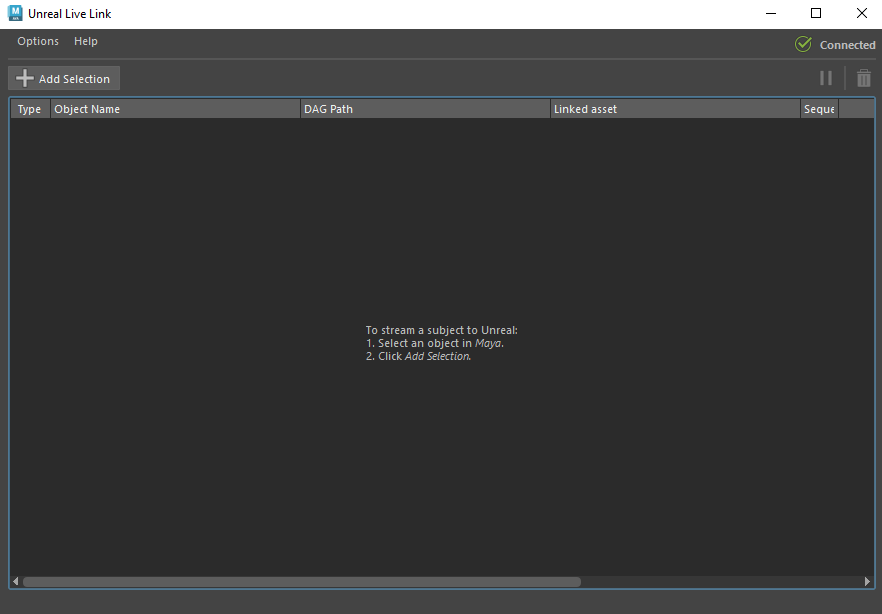 Unreal Live Link
Options Help
Connected
Add Selection
Type Object Name DAG Path Linked asset Seque
To stream a subject to Unreal:
1. Select an object in Maya.
2. Click Add Selection.